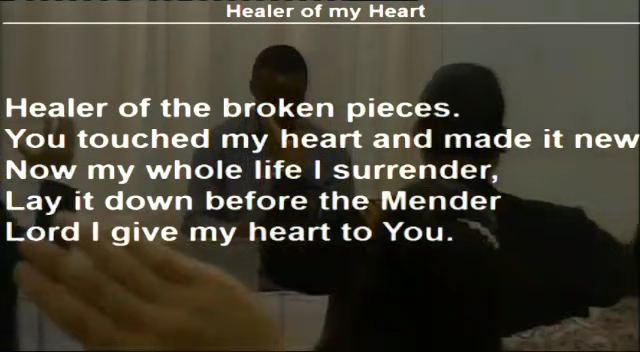 Healer of my Heart
Healer of the broken pieces.
You touched my heart and made it new
Now my whole life I surrender,
Lay it down before the Mender
Lord I give my heart to You.